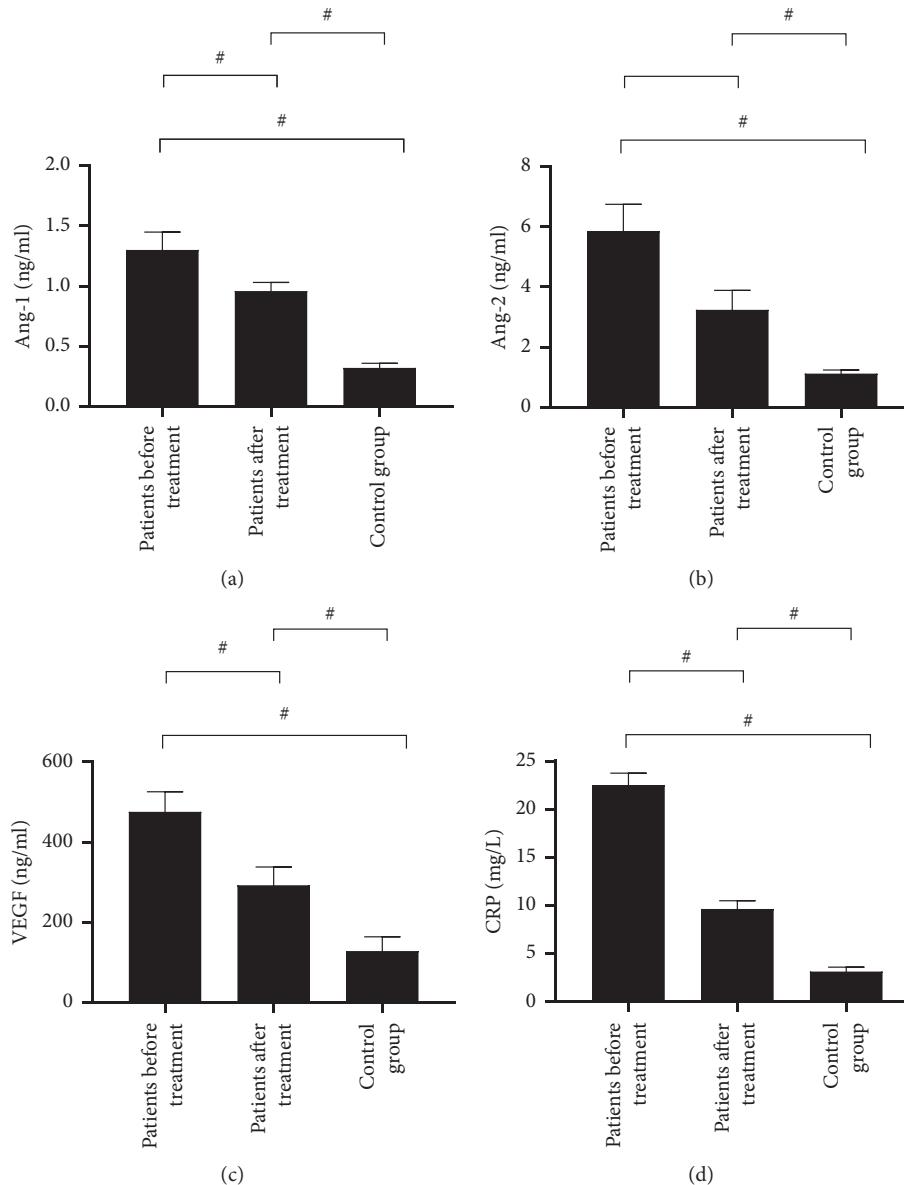 #
#
#
2.0
1.5
1.0
0.5
0.0
Ang-1 (ng/ml)
Patients before
treatment
Patients after
treatment
Control group
(a)
#
#
8
6
4
2
0
Ang-2 (ng/ml)
Patients before
treatment
Patients after
treatment
Control
group
(b)
#
#
#
600
400
200
0
VEGF (ng/ml)
Patients before
treatment
Patients after
treatment
Control
group
(c)
#
#
#
25
20
15
10
5
0
CRP (mg/L)
Patients before
treatment
Patients after
treatment
Control
group
(d)